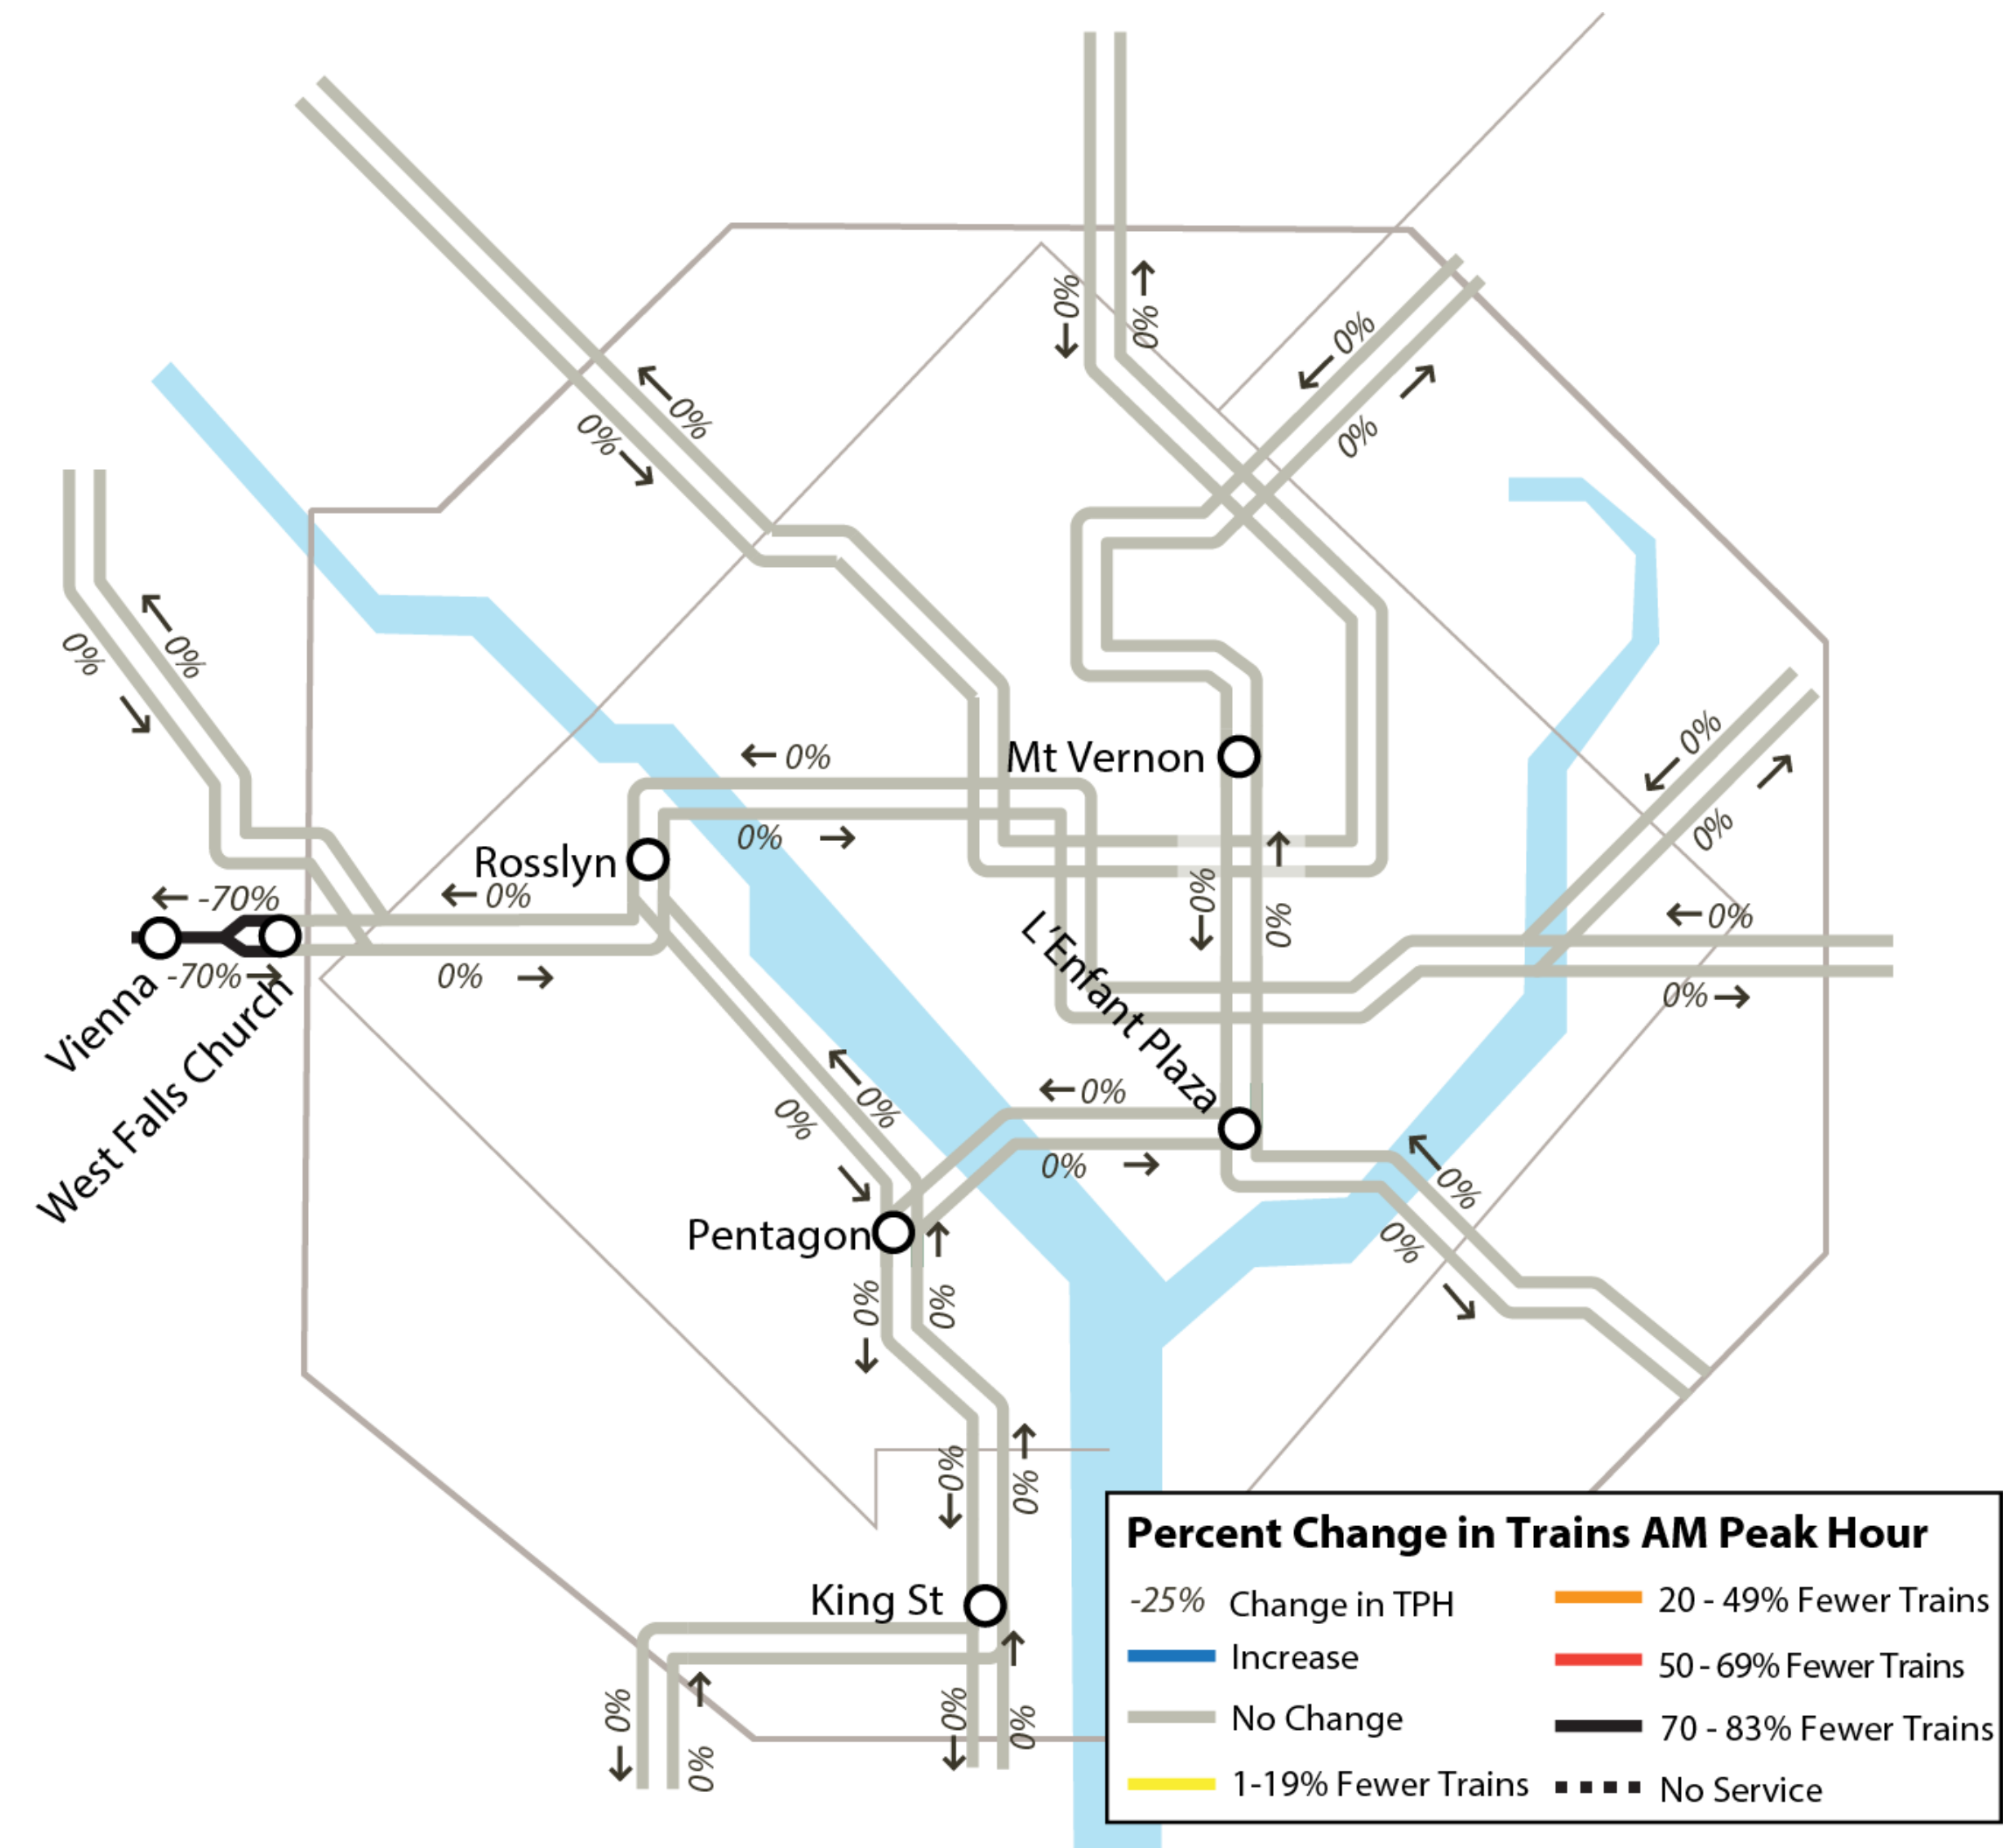 0%
0%
0%
0%
0%
0%
0%
0%
0%
0%
0%
0%
← 0%
Mt Vernon
0% →
Rosslyn
← -70%
← 0%
0%
0%
← 0%
-70% →
0% →
0% →
Vienna
West Falls Church
L'Enfant Plaza
0%
0%
← 0%
0% →
0%
0%
Pentagon
0%
0%
0%
0%
King St
0%
0%
0%
0%
Percent Change in Trains AM Peak Hour
-25% Change in TPH
Increase
No Change
1-19% Fewer Trains
20 - 49% Fewer Trains
50 - 69% Fewer Trains
70 - 83% Fewer Trains
No Service